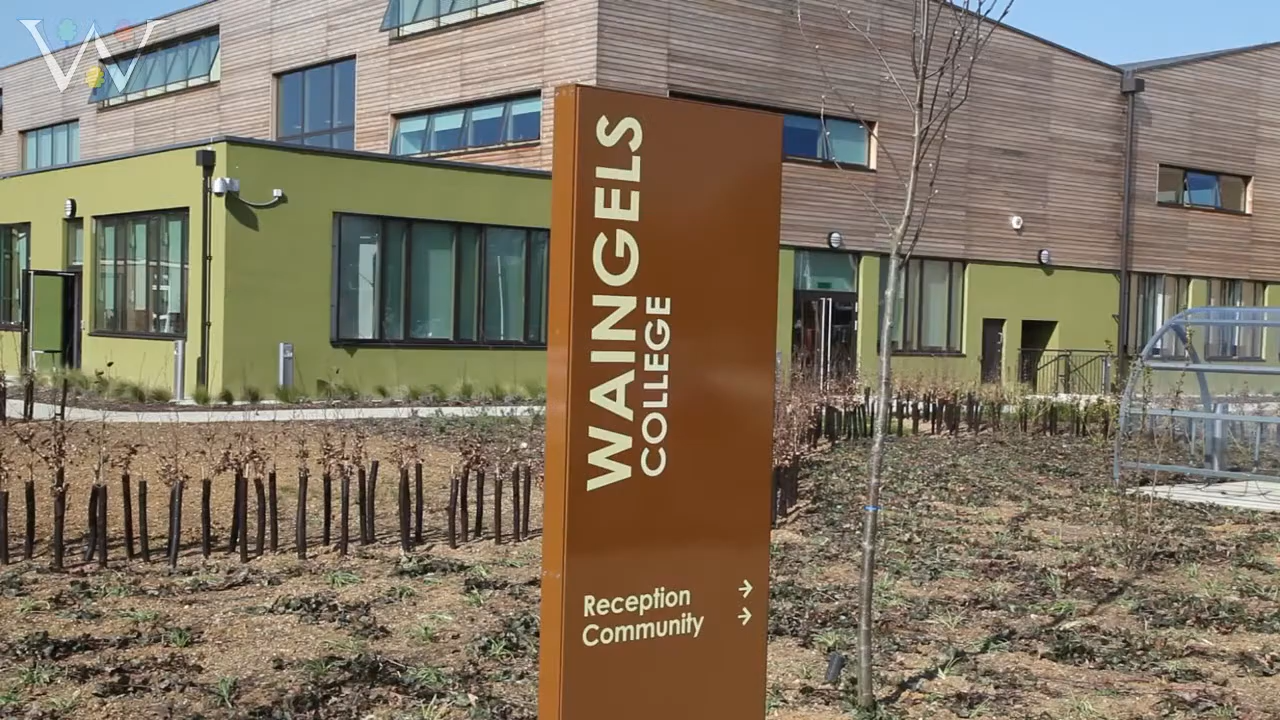 W
WAINGELS
COLLEGE
Reception →
Community →